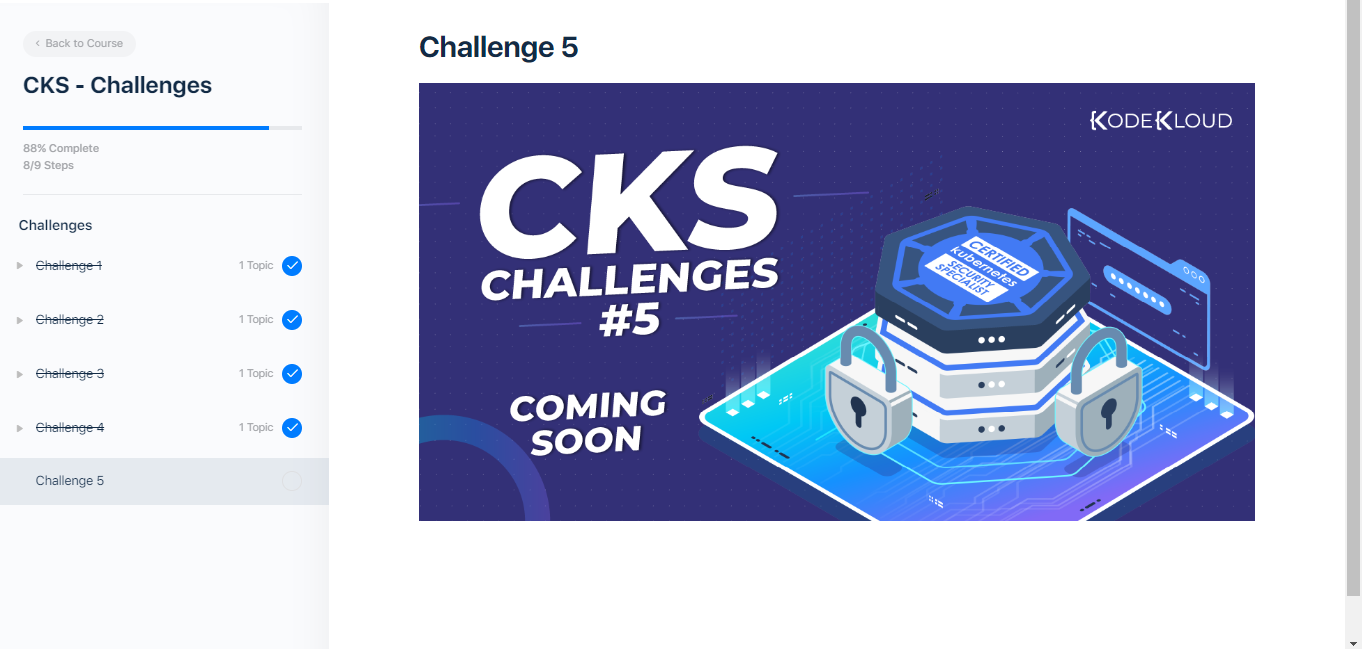 Back to Course
CKS - Challenges
88% Complete
8/9 Steps
Challenges
Challenge 1 1 Topic
Challenge 2 1 Topic
Challenge 3 1 Topic
Challenge 4 1 Topic
Challenge 5
Challenge 5
KODEKLOUD
CKS
CHALLENGES
#5
COMING
SOON
CERTIFIED
kubernetes
SECURITY
SPECIALIST